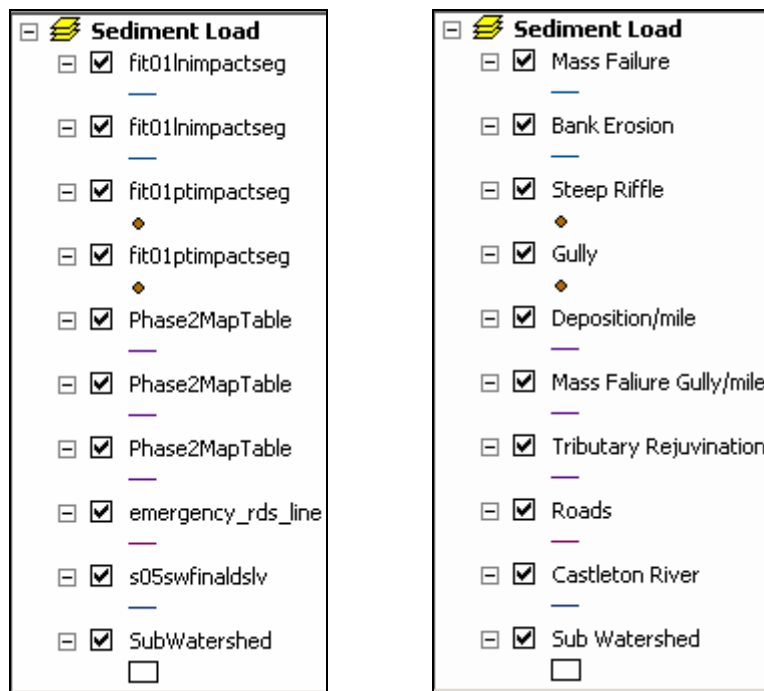 Sediment Load
fit01lnimpactseg
fit01lnimpactseg
fit01ptimpactseg
fit01ptimpactseg
Phase2MapTable
Phase2MapTable
Phase2MapTable
emergency_rds_line
s05swfinaldslv
SubWatershed
Sediment Load
Mass Failure
Bank Erosion
Steep Riffle
Gully
Deposition/mile
Mass Faliure Gully/mile
Tributary Rejuvination
Roads
Castleton River
Sub Watershed